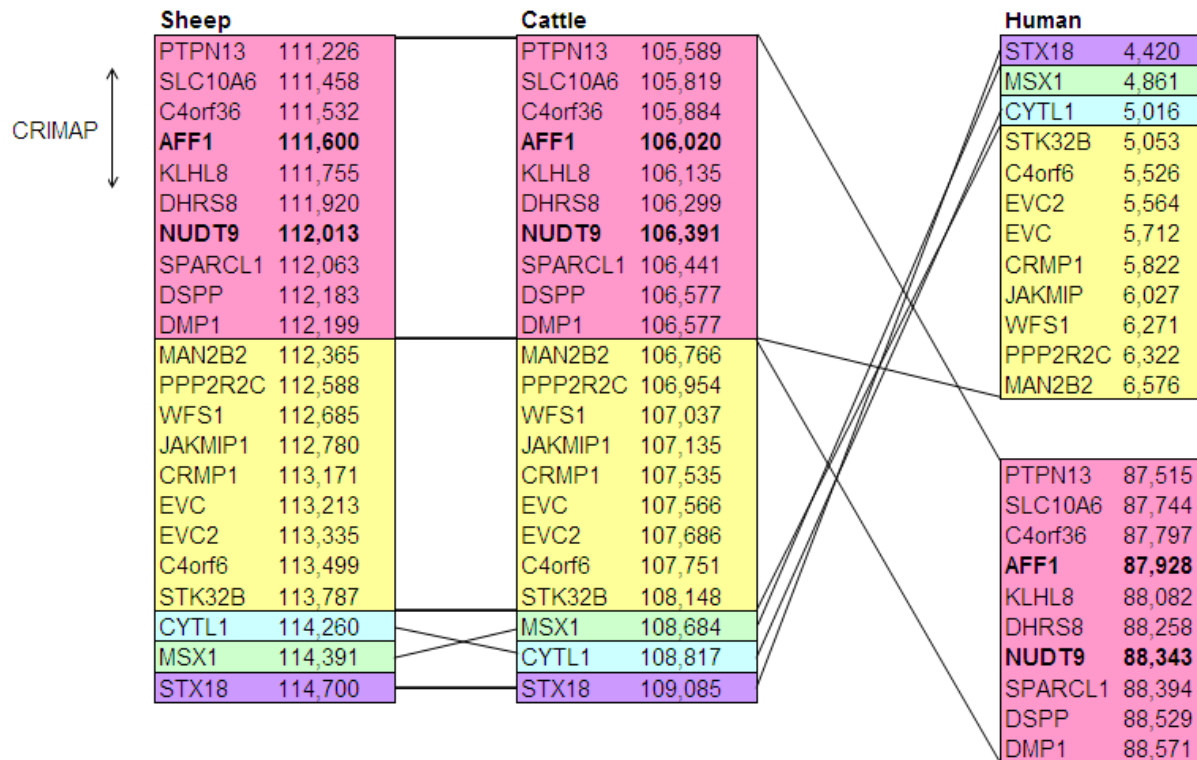 Sheep Cattle Human
PTPN13 111,226 PTPN13 105,589 STX18 4,420
SLC10A6 111,458 SLC10A6 105,819 MSX1 4,861
C4orf36 111,532 C4orf36 105,884 CYTL1 5,016
CRIMAP
AFF1 111,600 AFF1 106,020 STK32B 5,053
KLHL8 111,755 KLHL8 106,135 C4orf6 5,526
DHRS8 111,920 DHRS8 106,299 EVC2 5,564
NUDT9 112,013 NUDT9 106,391 EVC 5,712
SPARCL1 112,063 SPARCL1 106,441 CRMP1 5,822
DSPP 112,183 DSPP 106,577 JAKMIP 6,027
DMP1 112,199 DMP1 106,577 WFS1 6,271
MAN2B2 112,365 MAN2B2 106,766 PPP2R2C 6,322
PPP2R2C 112,588 PPP2R2C 106,954 MAN2B2 6,576
WFS1 112,685 WFS1 107,037
JAKMIP1 112,780 JAKMIP1 107,135
CRMP1 113,171 CRMP1 107,535 PTPN13 87,515
EVC 113,213 EVC 107,566 SLC10A6 87,744
EVC2 113,335 EVC2 107,686 C4orf36 87,797
C4orf6 113,499 C4orf6 107,751 AFF1 87,928
STK32B 113,787 STK32B 108,148 KLHL8 88,082
CYTL1 114,260 MSX1 108,684 DHRS8 88,258
MSX1 114,391 CYTL1 108,817 NUDT9 88,343
STX18 114,700 STX18 109,085 SPARCL1 88,394
DSPP 88,529
DMP1 88,571